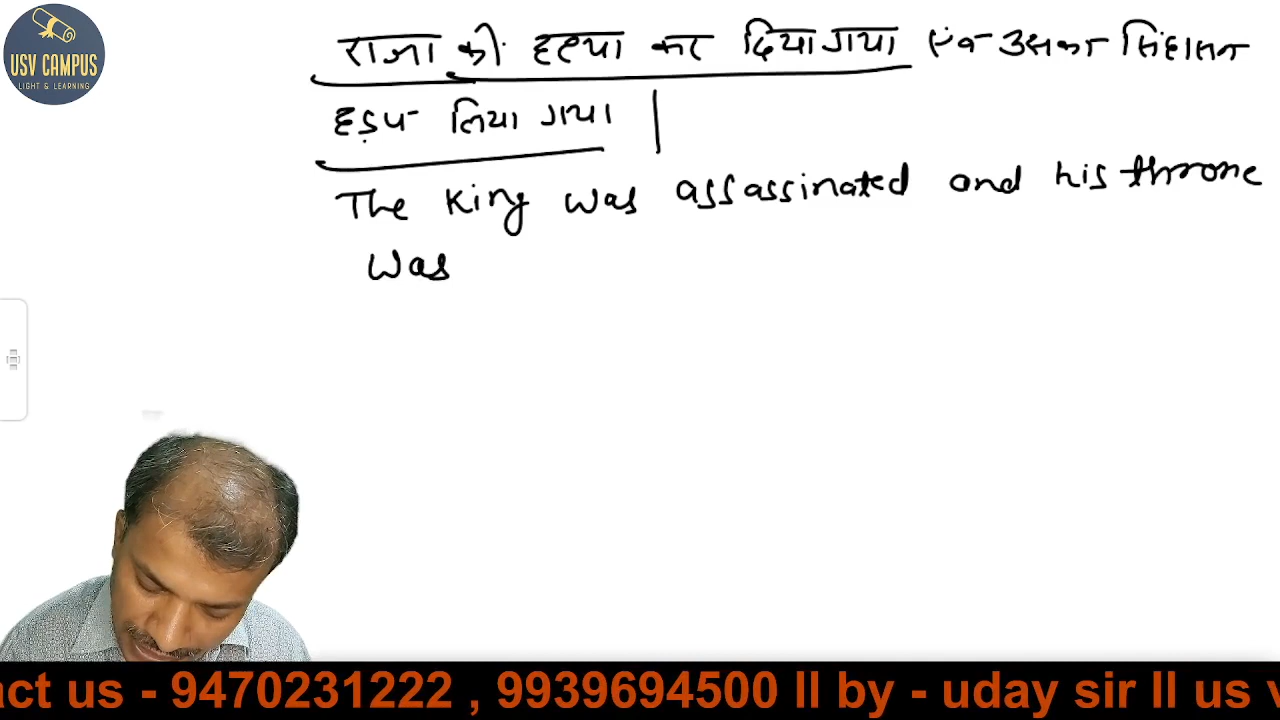 USV CAMPUS
LIGHT & LEARNING
राजा की हत्या कर दिया गया एंव उसका सिंहासन
हड़प लिया गया |
The King was assassinated and his throne
was
act us - 9470231222 , 9939694500 ll by - uday sir ll us v